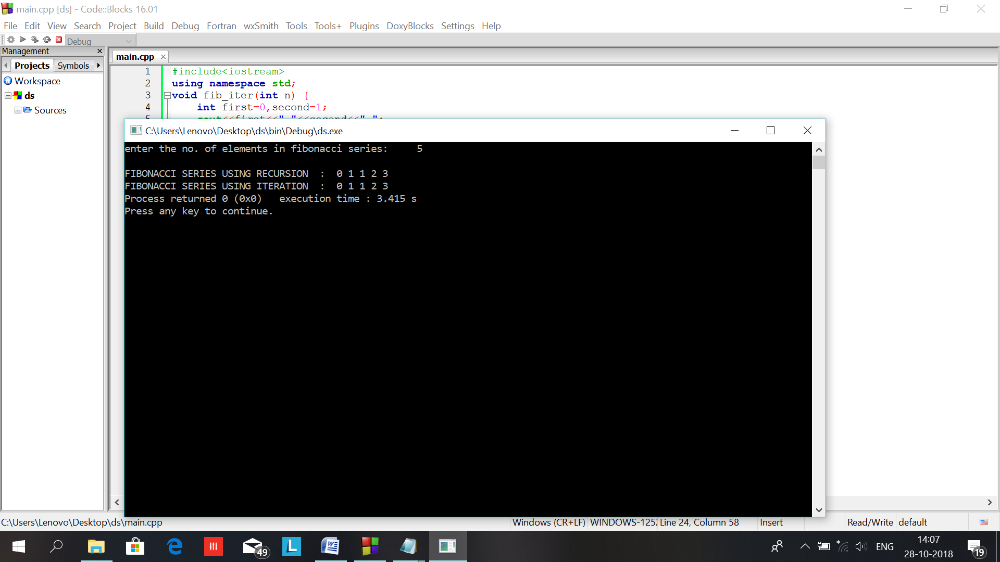 main.cpp [ds] - Code::Blocks 16.01
File Edit View Search Project Build Debug Fortran wxSmith Tools Tools+ Plugins DoxyBlocks Settings Help
Debug
Management
main.cpp
Projects Symbols
Workspace
ds
Sources
1 #include<iostream>
2 using namespace std;
3 void fib_iter(int n) {
4 int first=0,second=1;
5 cout<<first<<" "<<second<<" ";
C:\Users\Lenovo\Desktop\ds\bin\Debug\ds.exe
enter the no. of elements in fibonacci series: 5
FIBONACCI SERIES USING RECURSION : 0 1 1 2 3
FIBONACCI SERIES USING ITERATION : 0 1 1 2 3
Process returned 0 (0x0) execution time : 3.415 s
Press any key to continue.
C:\Users\Lenovo\Desktop\ds\main.cpp Windows (CR+LF) WINDOWS-1252 Line 24, Column 58 Insert Read/Write default
49 L ENG 14:07
28-10-2018 19